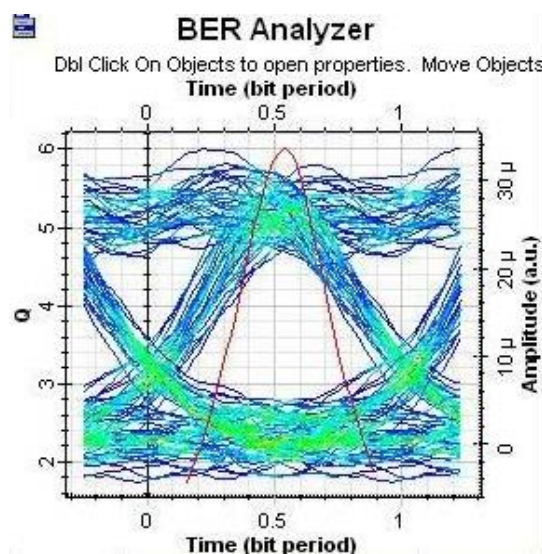 BER Analyzer
Dbl Click On Objects to open properties. Move Objects
Time (bit period)
0 0.5 1
6
5
4
3
2
Q
30 µ
20 µ
10 µ
0
Amplitude (a.u.)
0 0.5 1
Time (bit period)